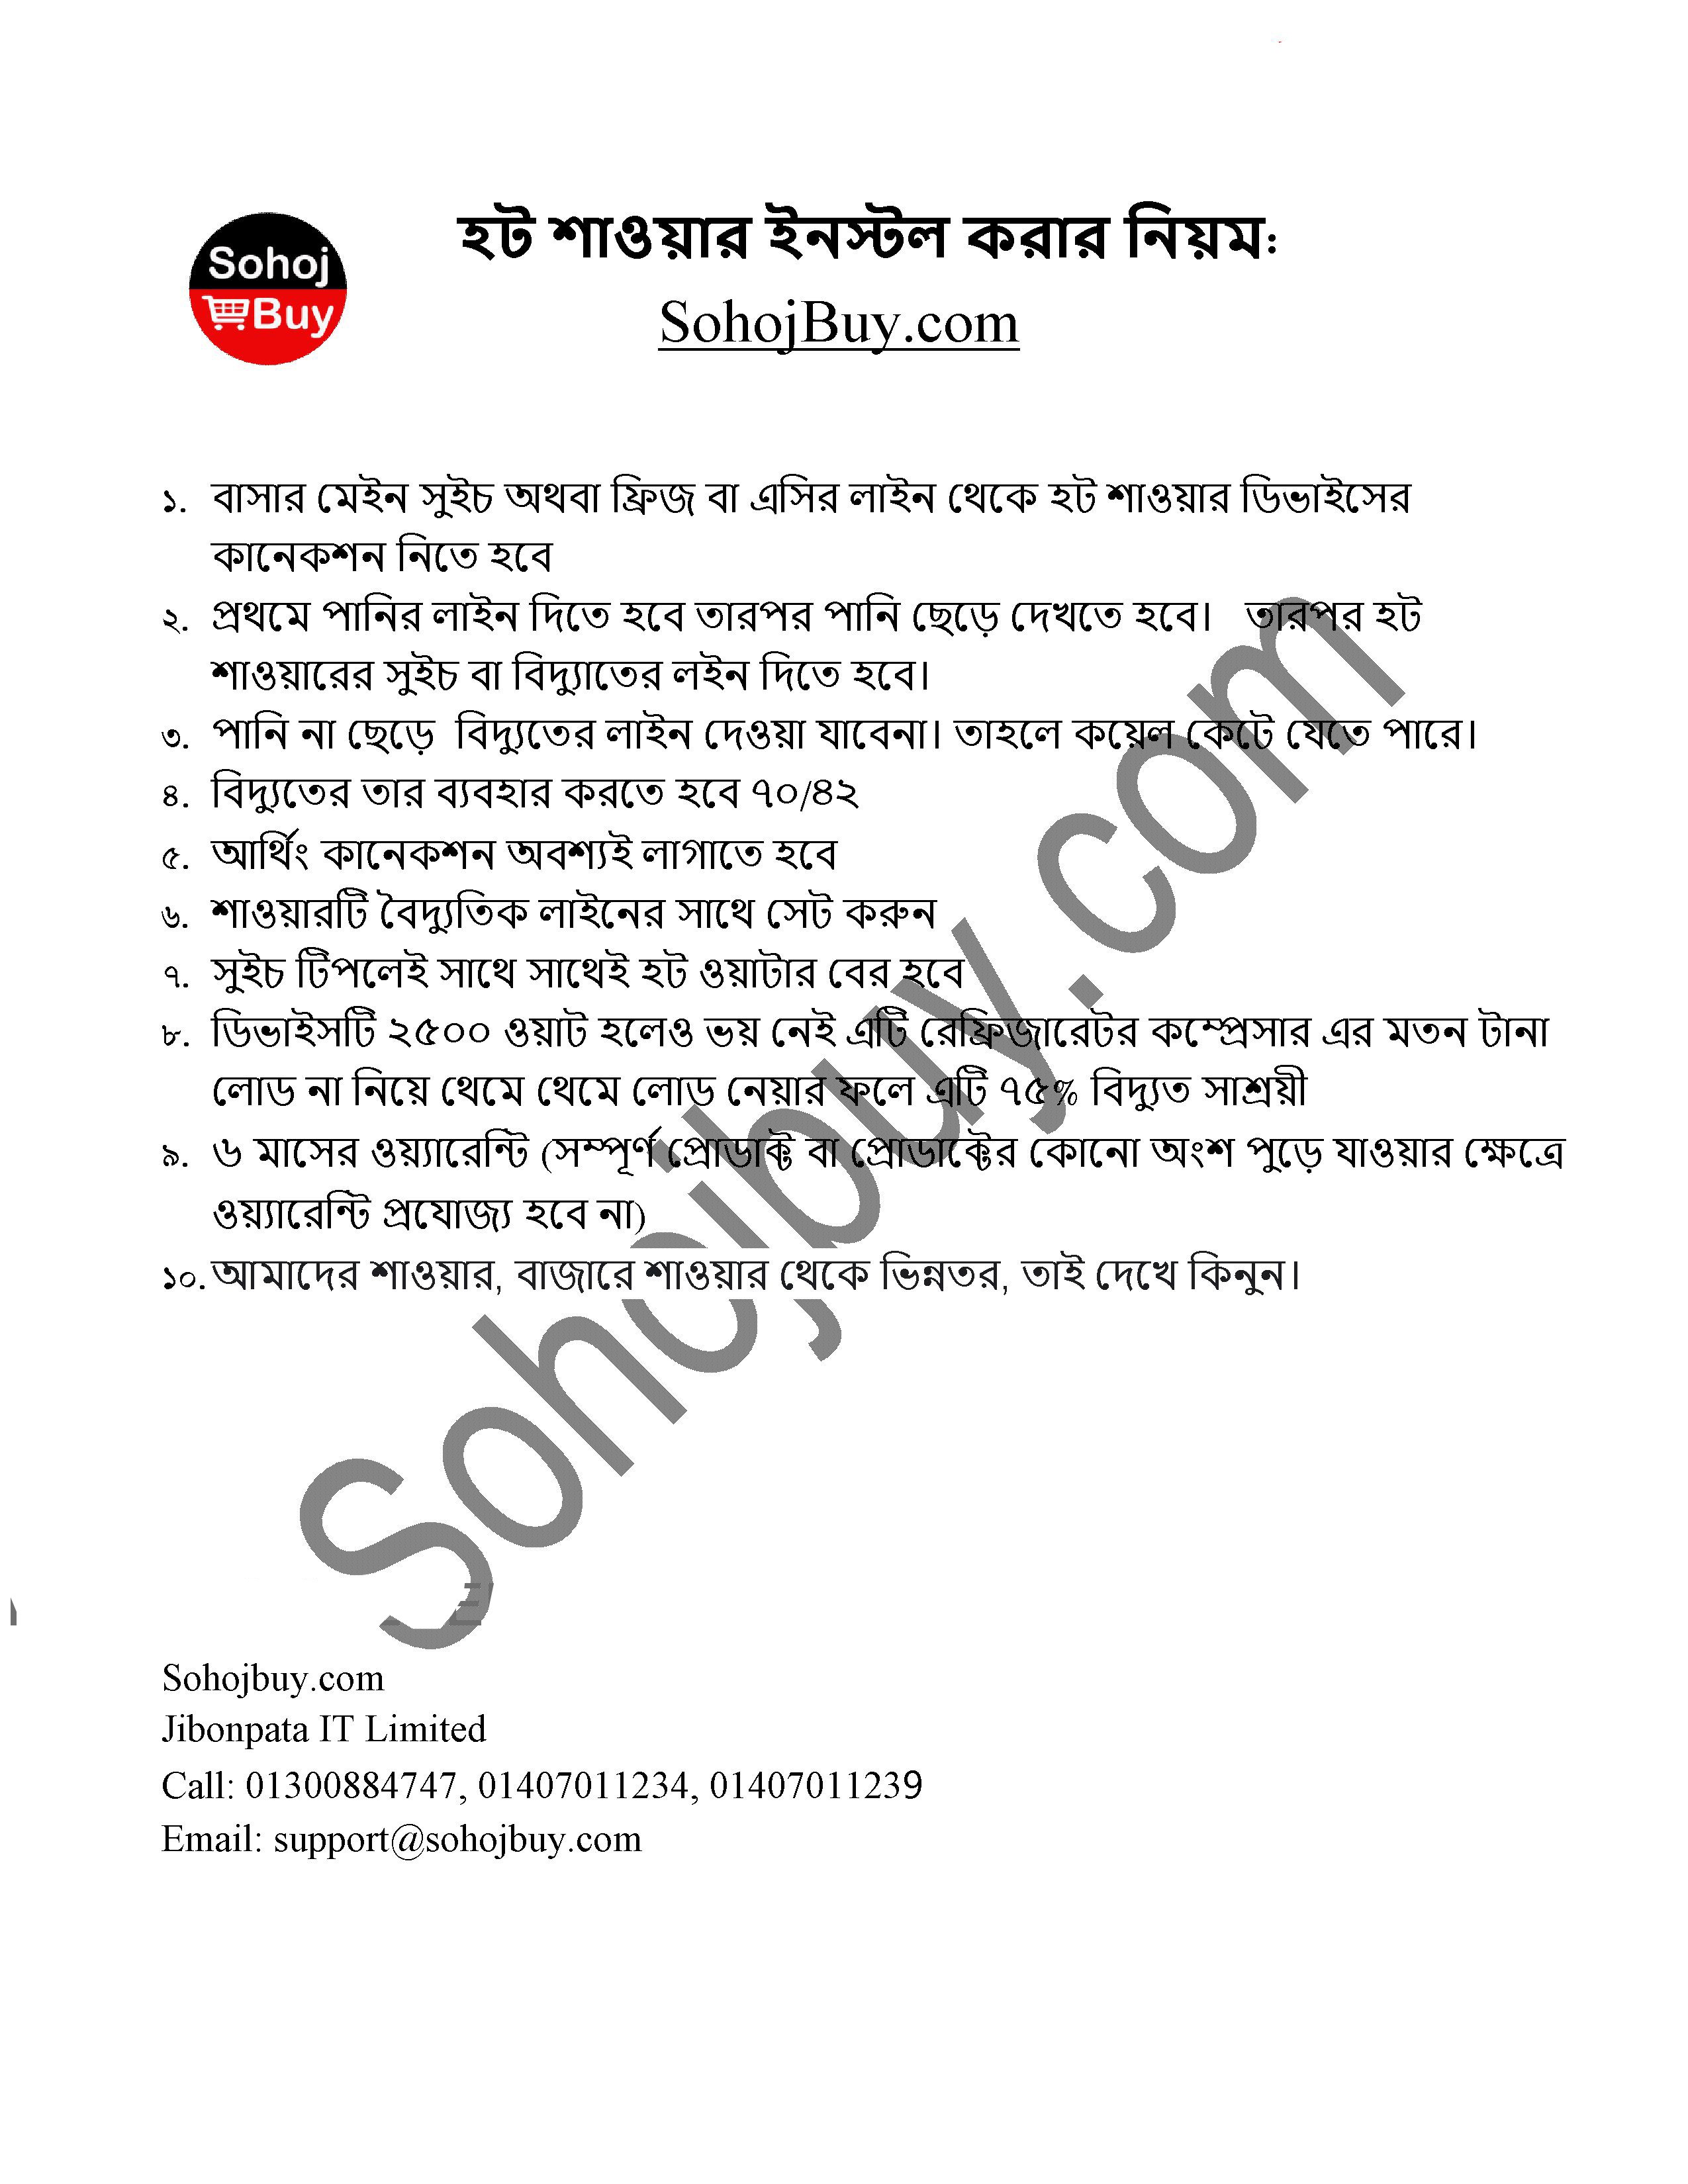 Sohoj
Buy
হট শাওয়ার ইনস্টল করার নিয়মঃ
SohojBuy.com
১. বাসার মেইন সুইচ অথবা ফ্রিজ বা এসির লাইন থেকে হট শাওয়ার ডিভাইসের
কানেকশন নিতে হবে
২. প্রথমে পানির লাইন দিতে হবে তারপর পানি ছেড়ে দেখতে হবে। তারপর হট
শাওয়ারের সুইচ বা বিদ্যুাতের লইন দিতে হবে।
৩. পানি না ছেড়ে বিদ্যুতের লাইন দেওয়া যাবেনা। তাহলে কয়েল কেটে যেতে পারে।
৪. বিদ্যুতের তার ব্যবহার করতে হবে ৭০/৪২
৫. আর্থিং কানেকশন অবশ্যই লাগাতে হবে
৬. শাওয়ারটি বৈদ্যুতিক লাইনের সাথে সেট করুন
৭. সুইচ টিপলেই সাথে সাথেই হট ওয়াটার বের হবে
৮. ডিভাইসটি ২৫০০ ওয়াট হলেও ভয় নেই এটি রেফ্রিজারেটর কম্প্রেসার এর মতন টানা
লোড না নিয়ে থেমে থেমে লোড নেয়ার ফলে এটি ৭৫% বিদ্যুত সাশ্রয়ী
৯. ৬ মাসের ওয়্যারেন্টি (সম্পূর্ণ প্রোডাক্ট বা প্রোডাক্টের কোনো অংশ পুড়ে যাওয়ার ক্ষেত্রে
ওয়্যারেন্টি প্রযোজ্য হবে না)
১০. আমাদের শাওয়ার, বাজারে শাওয়ার থেকে ভিন্নতর, তাই দেখে কিনুন।
Sohojbuy.com
Sohojbuy.com
Jibonpata IT Limited
Call: 01300884747, 01407011234, 01407011239
Email: support@sohojbuy.com